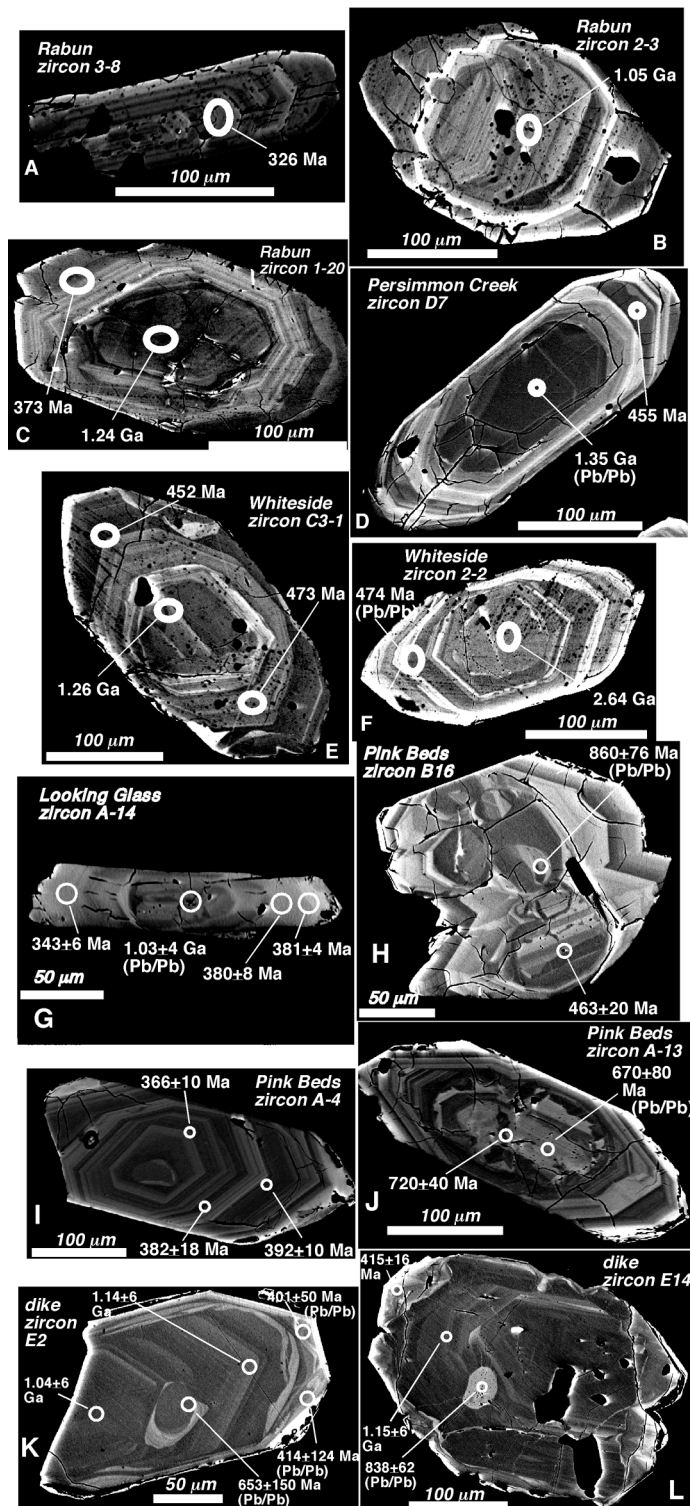 Rabun
zircon 3-8
326 Ma
A
100 μm
Rabun
zircon 2-3
1.05 Ga
100 μm
B
Rabun
zircon 1-20
373 Ma
1.24 Ga
C
100 μm
Persimmon Creek
zircon D7
455 Ma
1.35 Ga
(Pb/Pb)
D
100 μm
452 Ma
Whiteside
zircon C3-1
473 Ma
1.26 Ga
100 μm
E
Whiteside
zircon 2-2
474 Ma
(Pb/Pb)
2.64 Ga
F
100 μm
Looking Glass
zircon A-14
343+6 Ma
1.03+4 Ga
(Pb/Pb)
380+8 Ma
381+4 Ma
50 μm
G
Pink Beds
zircon B16
860+76 Ma
(Pb/Pb)
H
50 μm
463+20 Ma
366+10 Ma
Pink Beds
zircon A-4
I
100 μm
382+18 Ma
392+10 Ma
Pink Beds
zircon A-13
670+80
Ma
(Pb/Pb)
720+40 Ma
J
100 μm
dike
zircon
E2
1.14+6
Ga
401+50 Ma
(Pb/Pb)
1.04+6
Ga
K
414+124 Ma
(Pb/Pb)
653+150 Ma
(Pb/Pb)
50 μm
415+16
Ma
dike
zircon E14
1.15+6
Ga
838+62
(Pb/Pb)
L
100 μm